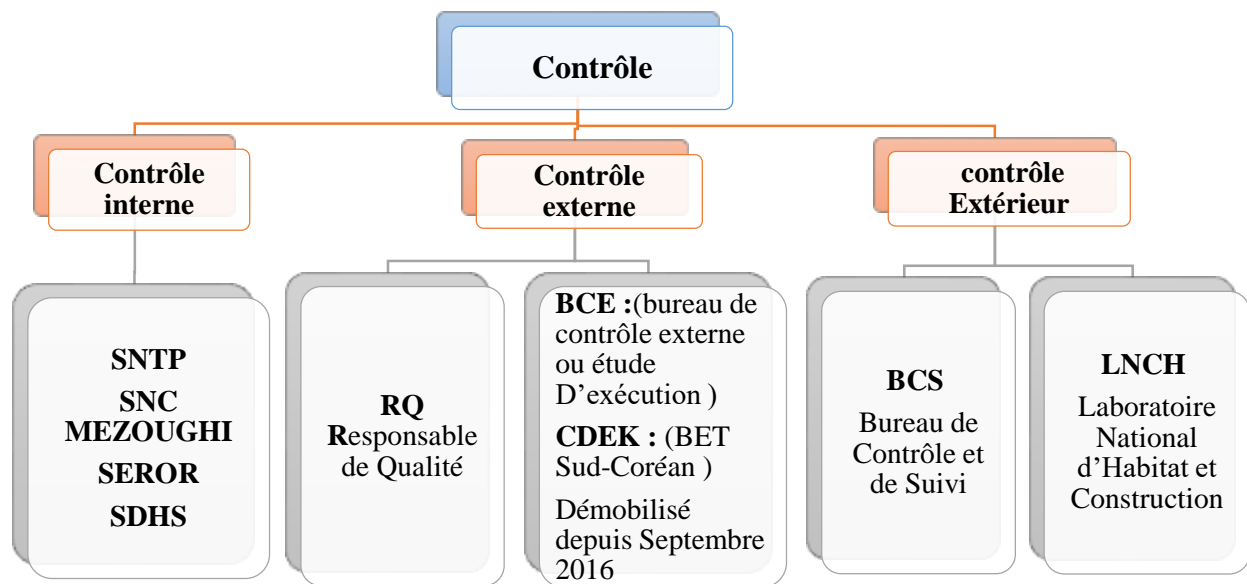 Contrôle
Contrôle
interne
Contrôle
externe
contrôle
Extérieur
SNTP
SNC
MEZOUGHI
SEROR
SDHS
RQ
Responsable
de Qualité
BCE :(bureau de
contrôle externe
ou étude
D’exécution )
CDEK : (BET
Sud-Coréan )
Démobilisé
depuis Septembre
2016
BCS
Bureau de
Contrôle et
de Suivi
LNCH
Laboratoire
National
d’Habitat et
Construction